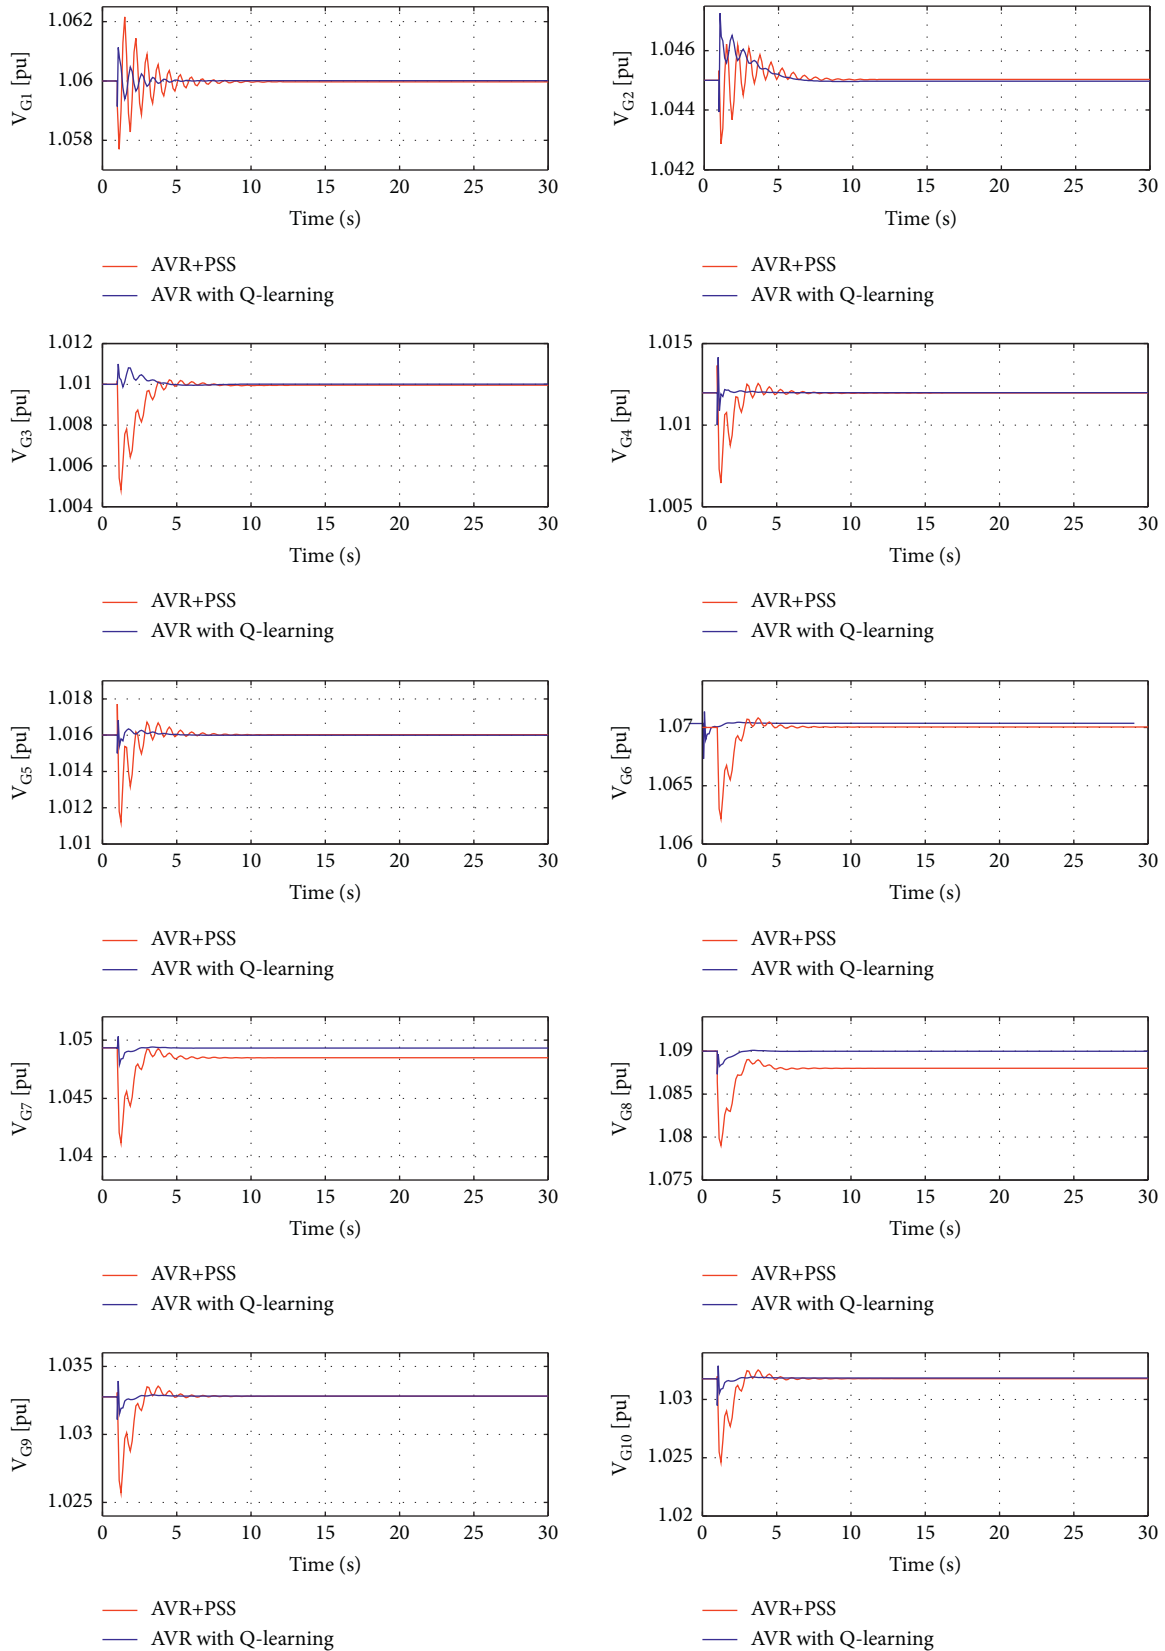 V_G1 [pu]
1.062
1.06
1.058
0 5 10 15 20 25 30
Time (s)
AVR+PSS
AVR with Q-learning
V_G2 [pu]
1.046
1.044
1.042
0 5 10 15 20 25 30
Time (s)
AVR+PSS
AVR with Q-learning
V_G3 [pu]
1.012
1.01
1.008
1.006
1.004
0 5 10 15 20 25 30
Time (s)
AVR+PSS
AVR with Q-learning
V_G4 [pu]
1.015
1.01
1.005
0 5 10 15 20 25 30
Time (s)
AVR+PSS
AVR with Q-learning
V_G5 [pu]
1.018
1.016
1.014
1.012
1.01
0 5 10 15 20 25 30
Time (s)
AVR+PSS
AVR with Q-learning
V_G6 [pu]
1.07
1.065
1.06
0 5 10 15 20 25 30
Time (s)
AVR+PSS
AVR with Q-learning
V_G7 [pu]
1.05
1.045
1.04
0 5 10 15 20 25 30
Time (s)
AVR+PSS
AVR with Q-learning
V_G8 [pu]
1.09
1.085
1.08
1.075
0 5 10 15 20 25 30
Time (s)
AVR+PSS
AVR with Q-learning
V_G9 [pu]
1.035
1.03
1.025
0 5 10 15 20 25 30
Time (s)
AVR+PSS
AVR with Q-learning
V_G10 [pu]
1.03
1.025
1.02
0 5 10 15 20 25 30
Time (s)
AVR+PSS
AVR with Q-learning